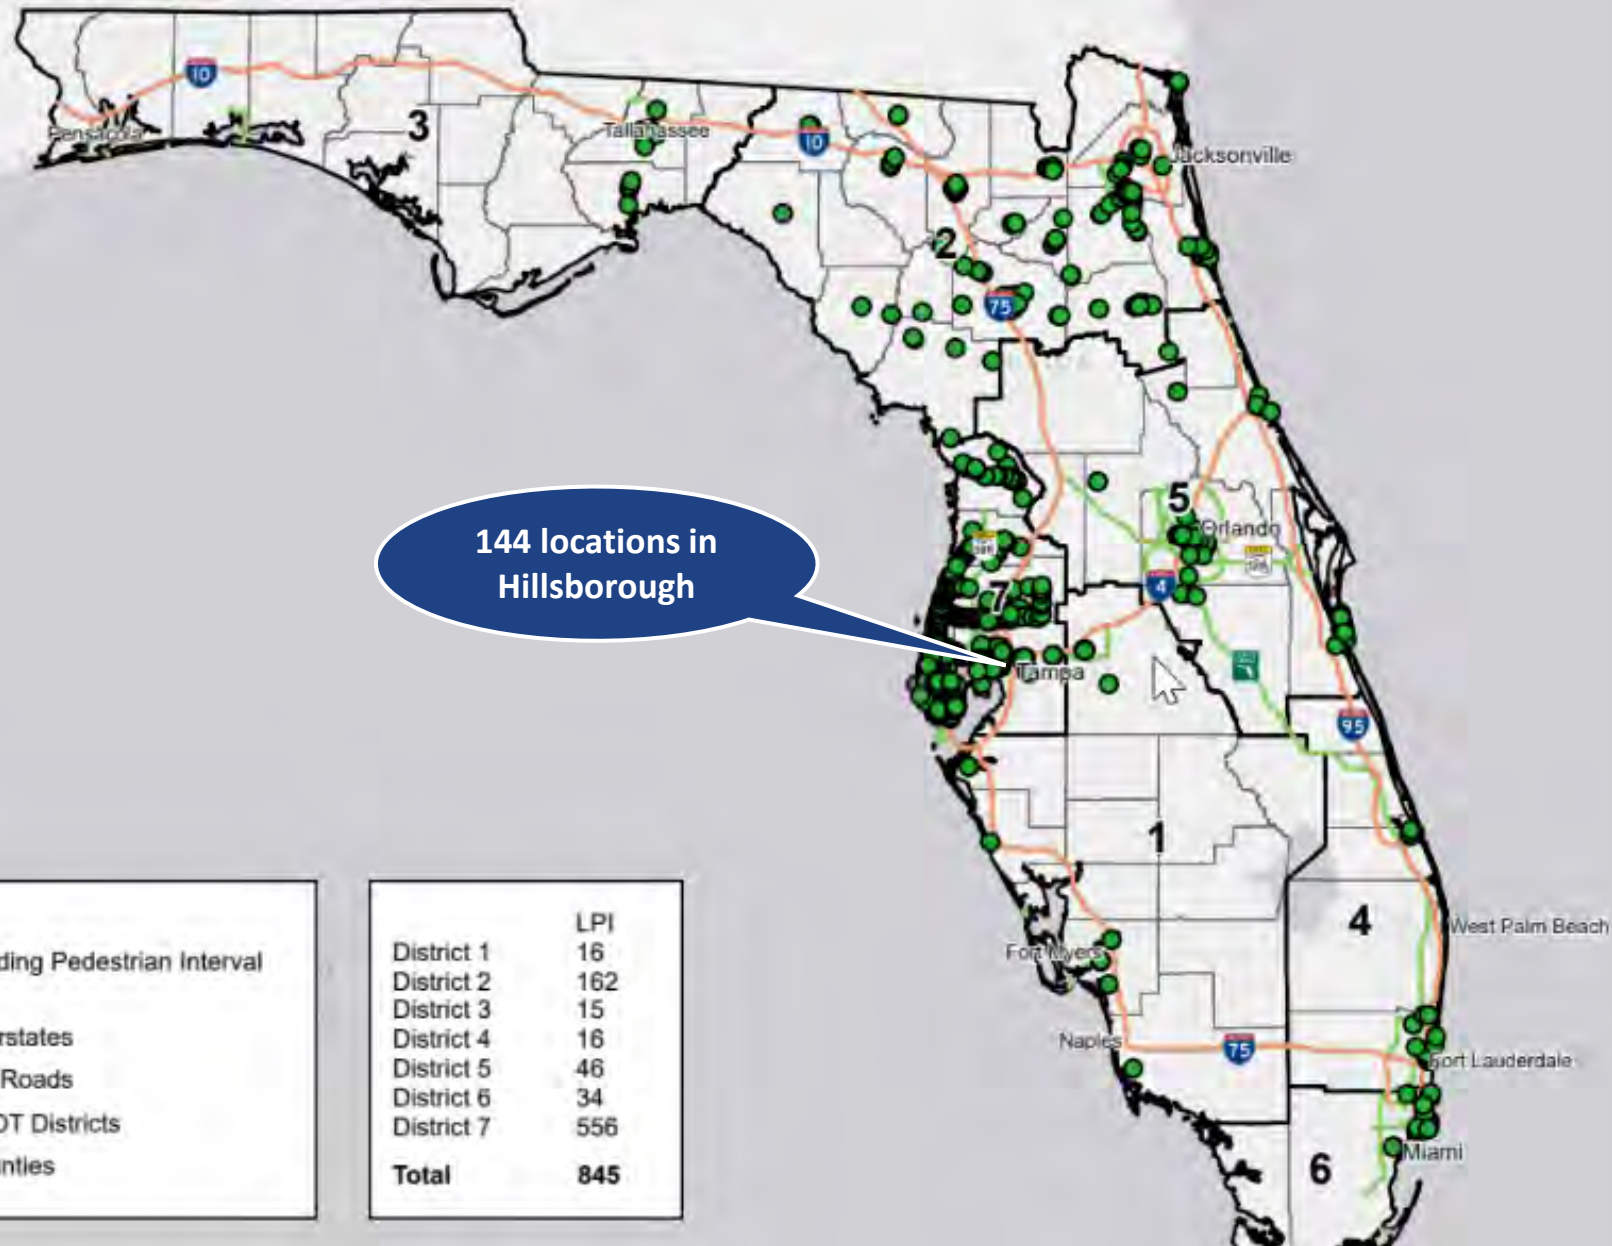 10
Pensacola
3
Tallahassee
10
Jacksonville
2
75
5
Orlando
144 locations in
Hillsborough
7
4
Tampa
95
1
4
West Palm Beach
Fort Myers
Naples
75
Fort Lauderdale
Miami
6
ding Pedestrian Interval
rstates
Roads
OT Districts
nties
LPI
District 1 16
District 2 162
District 3 15
District 4 16
District 5 46
District 6 34
District 7 556
Total 845